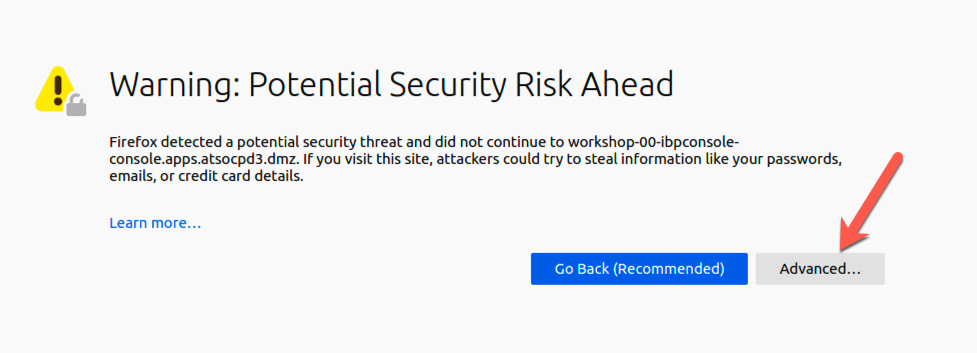 Warning: Potential Security Risk Ahead
Firefox detected a potential security threat and did not continue to workshop-00-ibpconsole-
console.apps.atsocpd3.dmz. If you visit this site, attackers could try to steal information like your passwords,
emails, or credit card details.
Learn more…
Go Back (Recommended)
Advanced…